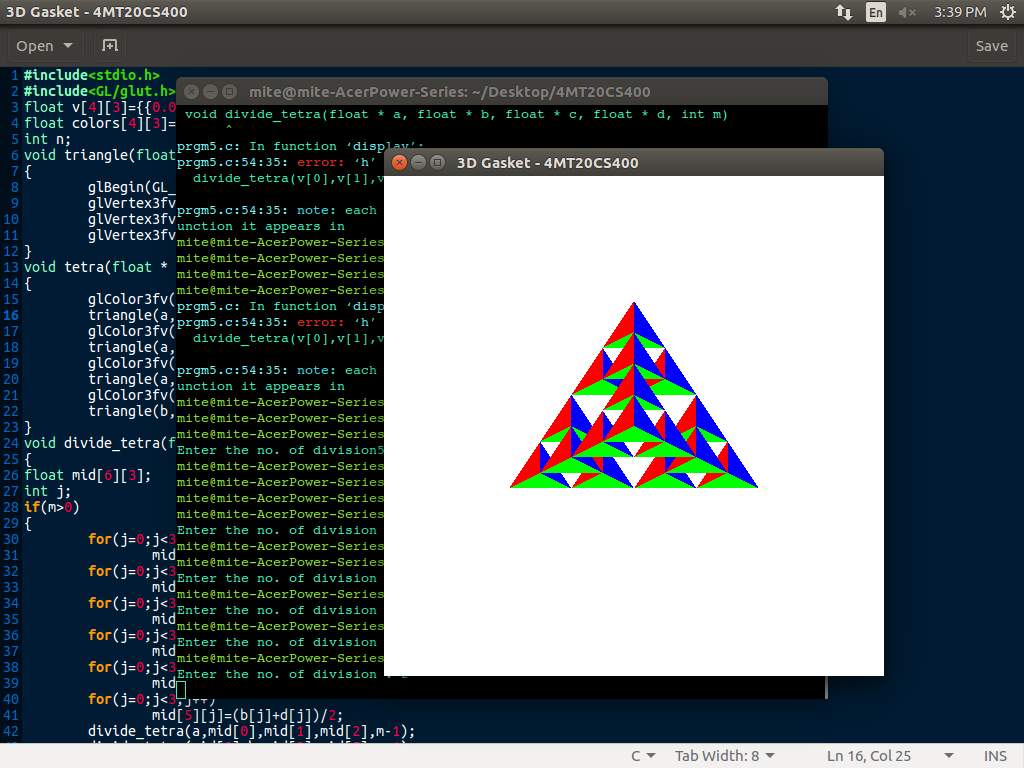 3D Gasket - 4MT20CS400
En
3:39 PM
Open
Save
1 #include<stdio.h>
2 #include<GL/glut.h>
3 float v[4][3]={{0.0
4 float colors[4][3]=
5 int n;
6 void triangle(float
7 {
8 glBegin(GL_
9 glVertex3fv
10 glVertex3fv
11 glVertex3fv
12 }
13 void tetra(float *
14 {
15 glColor3fv(
16 triangle(a,
17 glColor3fv(
18 triangle(a,
19 glColor3fv(
20 triangle(a,
21 glColor3fv(
22 triangle(b,
23 }
24 void divide_tetra(f
25 {
26 float mid[6][3];
27 int j;
28 if(m>0)
29 {
30 for(j=0;j<3
31 mid
32 for(j=0;j<3
33 mid
34 for(j=0;j<3
35 mid
36 for(j=0;j<3
37 mid
38 for(j=0;j<3
39 mid
40 for(j=0;j<3;j++)
41 mid[5][j]=(b[j]+d[j])/2;
42 divide_tetra(a,mid[0],mid[1],mid[2],m-1);
mite@mite-AcerPower-Series: ~/Desktop/4MT20CS400
void divide_tetra(float * a, float * b, float * c, float * d, int m)
^
prgm5.c: In function ‘display’:
prgm5.c:54:35: error: ‘h’
divide_tetra(v[0],v[1],v
prgm5.c:54:35: note: each
unction it appears in
mite@mite-AcerPower-Series
mite@mite-AcerPower-Series
mite@mite-AcerPower-Series
mite@mite-AcerPower-Series
prgm5.c: In function ‘disp
prgm5.c:54:35: error: ‘h’
divide_tetra(v[0],v[1],v
prgm5.c:54:35: note: each
unction it appears in
mite@mite-AcerPower-Series
mite@mite-AcerPower-Series
mite@mite-AcerPower-Series
Enter the no. of division5
mite@mite-AcerPower-Series
mite@mite-AcerPower-Series
mite@mite-AcerPower-Series
mite@mite-AcerPower-Series
Enter the no. of division
mite@mite-AcerPower-Series
mite@mite-AcerPower-Series
Enter the no. of division
mite@mite-AcerPower-Series
Enter the no. of division
mite@mite-AcerPower-Series
Enter the no. of division
mite@mite-AcerPower-Series
Enter the no. of division
3D Gasket - 4MT20CS400
C
Tab Width: 8
Ln 16, Col 25
INS